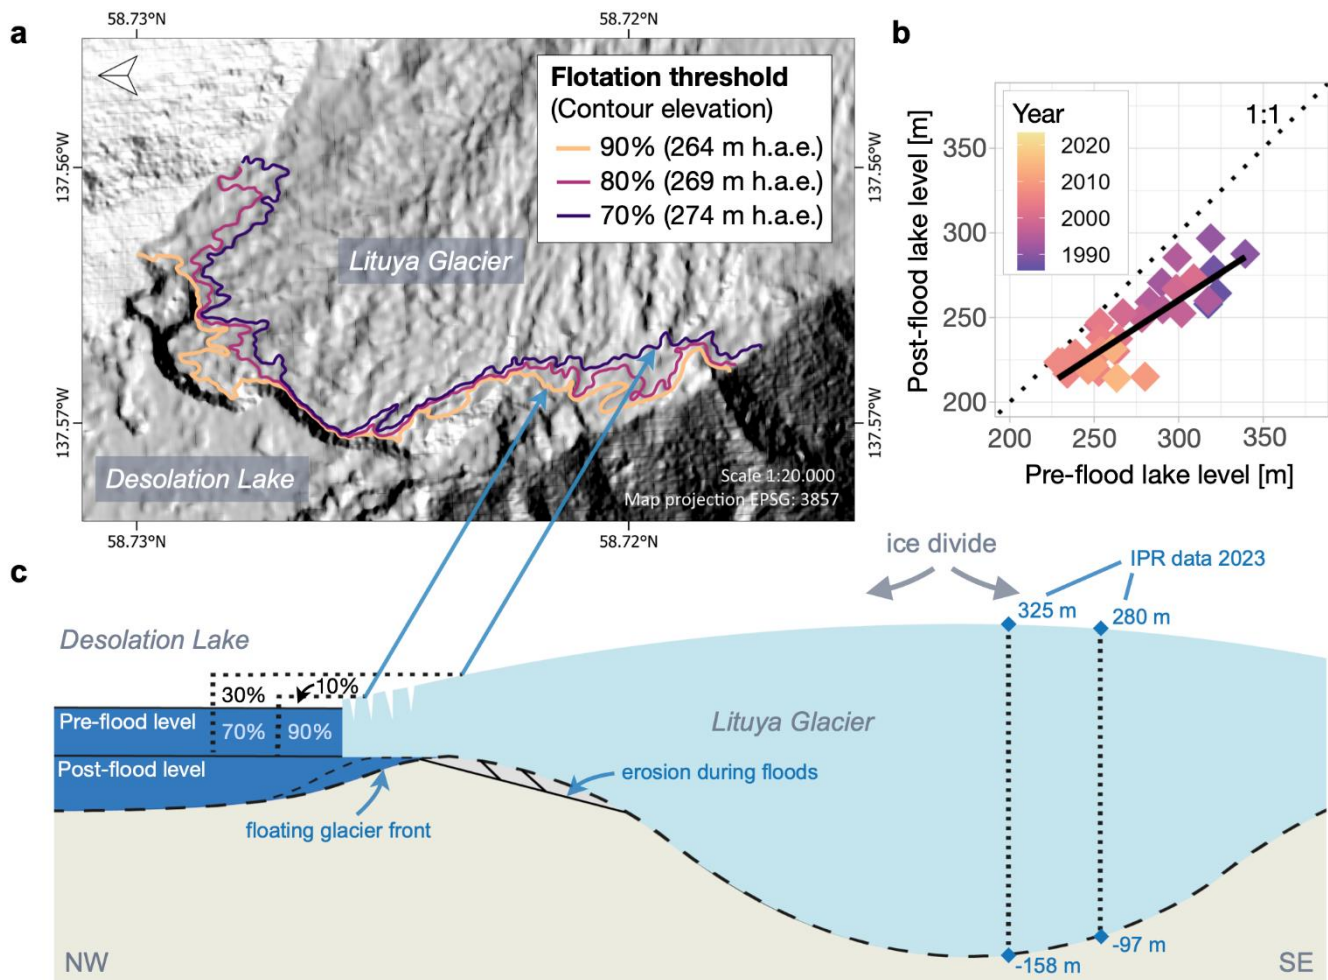 a
58.73°N
58.72°N
137.56°W
137.56°W
137.57°W
137.57°W
Flotation threshold
(Contour elevation)
90% (264 m h.a.e.)
80% (269 m h.a.e.)
70% (274 m h.a.e.)
Lituya Glacier
Desolation Lake
Scale 1:20.000
Map projection EPSG: 3857
58.73°N
58.72°N
b
Post-flood lake level [m]
350
300
250
200
Year
2020
2010
2000
1990
1:1
200
250
300
350
Pre-flood lake level [m]
c
ice divide
IPR data 2023
325 m
280 m
Desolation Lake
30%
10%
Pre-flood level
70%
90%
Post-flood level
Lituya Glacier
erosion during floods
floating glacier front
-97 m
-158 m
NW
SE